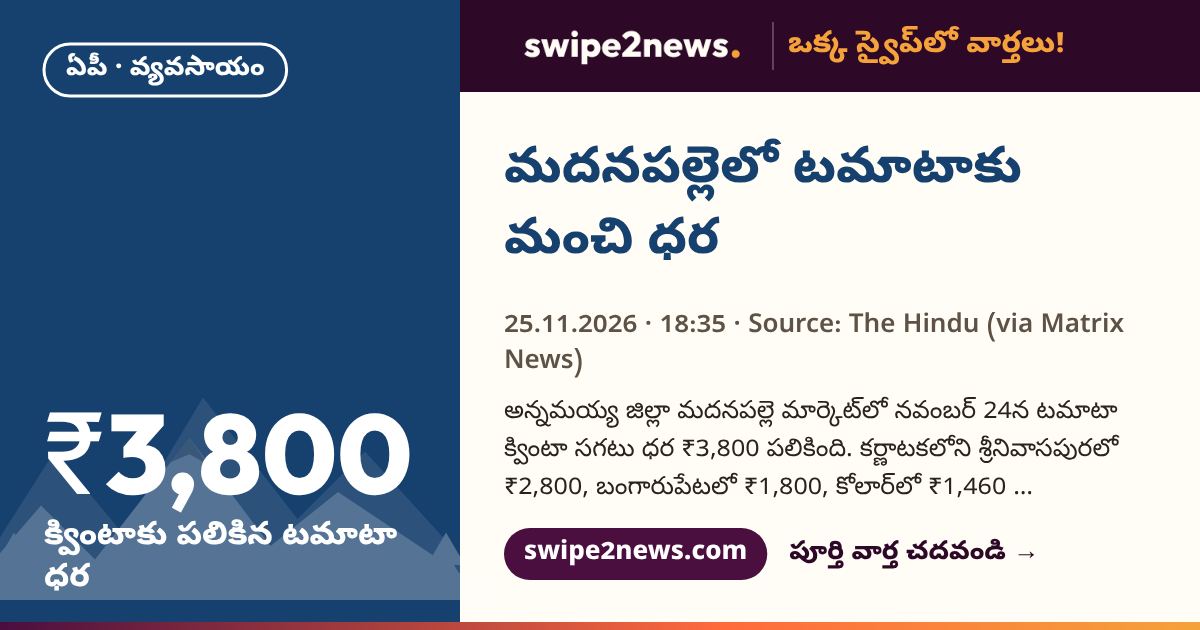 ఏపీ · వ్యవసాయం
₹3,800
క్వింటాకు పలికిన టమాటా
ధర
swipe2news.
ఒక్క స్వైప్‌లో వార్తలు!
మదనపల్లెలో టమాటాకు
మంచి ధర
25.11.2026 · 18:35 · Source: The Hindu (via Matrix
News)
అన్నమయ్య జిల్లా మదనపల్లె మార్కెట్‌లో నవంబర్ 24న టమాటా
క్వింటా సగటు ధర ₹3,800 పలికింది. కర్ణాటకలోని శ్రీనివాసపురలో
₹2,800, బంగారుపేటలో ₹1,800, కోలార్‌లో ₹1,460 ...
swipe2news.com
పూర్తి వార్త చదవండి →